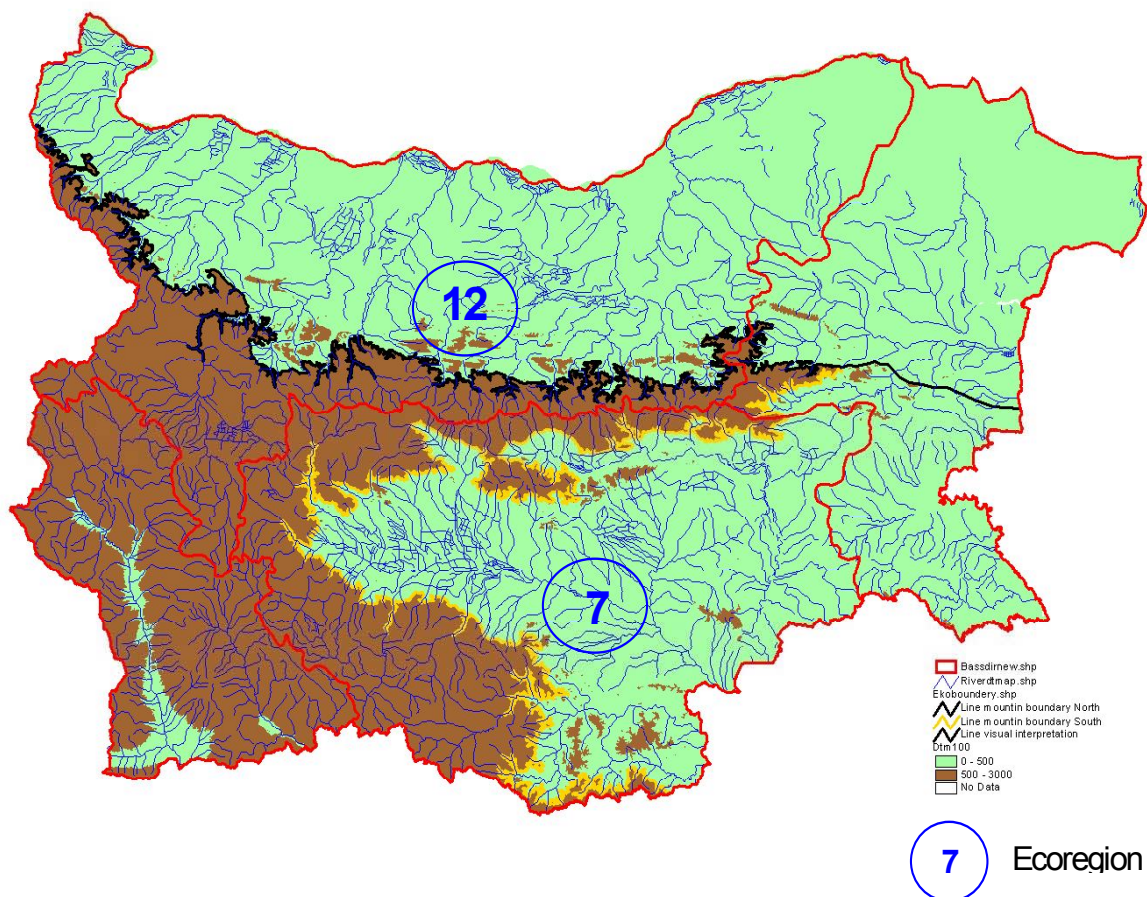 12
7
Bassdirnew.shp
Riverdtmap.shp
Ekoboundery.shp
Line mountin boundary North
Line mountin boundary South
Line visual interpretation
Dtm100
0 - 500
500 - 3000
No Data
7 Ecoregion